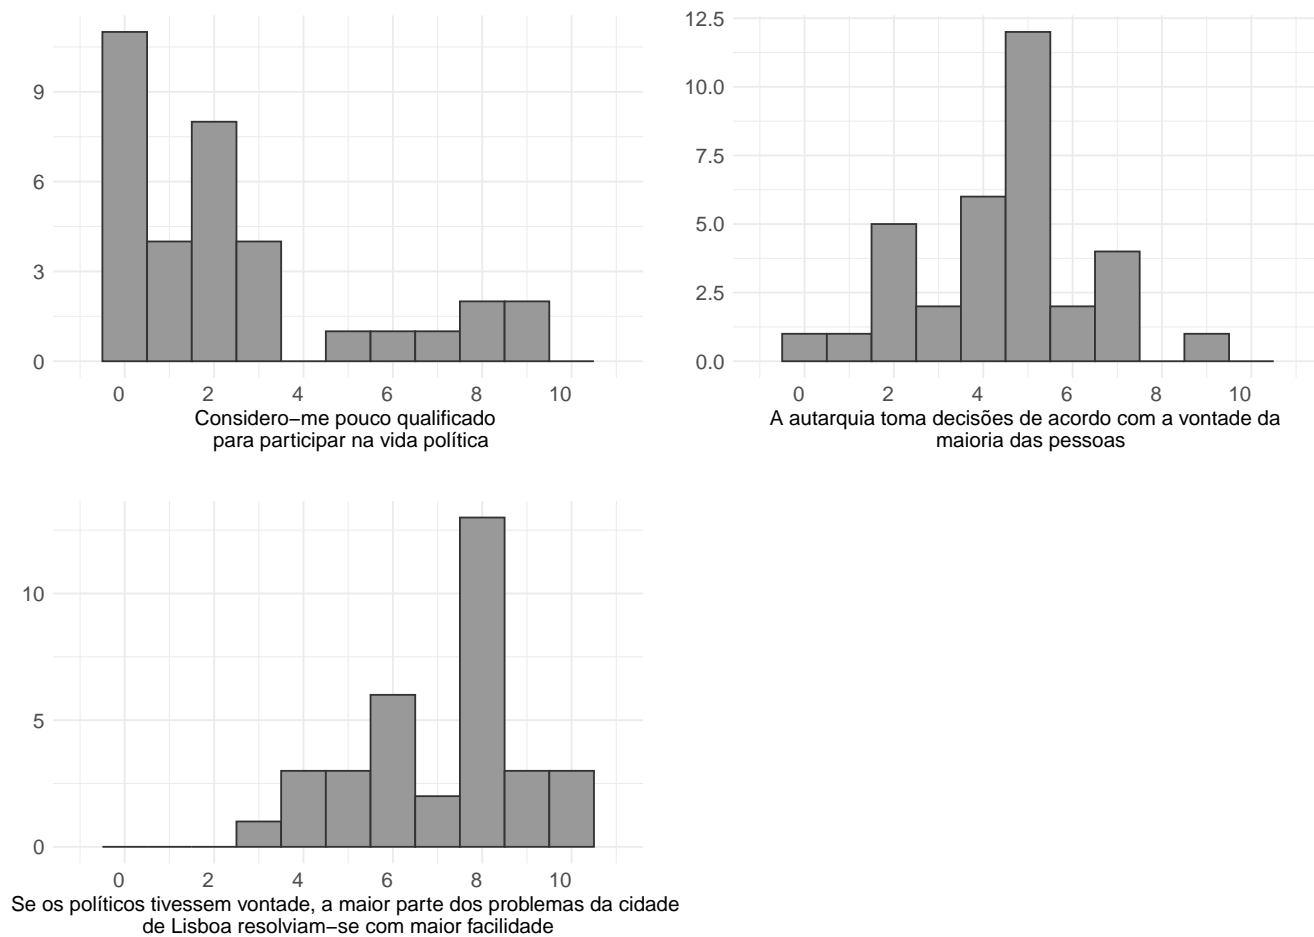 9
6
3
0
0 2 4 6 8 10
Considero−me pouco qualificado
para participar na vida política
12.5
10.0
7.5
5.0
2.5
0.0
0 2 4 6 8 10
A autarquia toma decisões de acordo com a vontade da
maioria das pessoas
10
5
0
0 2 4 6 8 10
Se os políticos tivessem vontade, a maior parte dos problemas da cidade
de Lisboa resolviam−se com maior facilidade